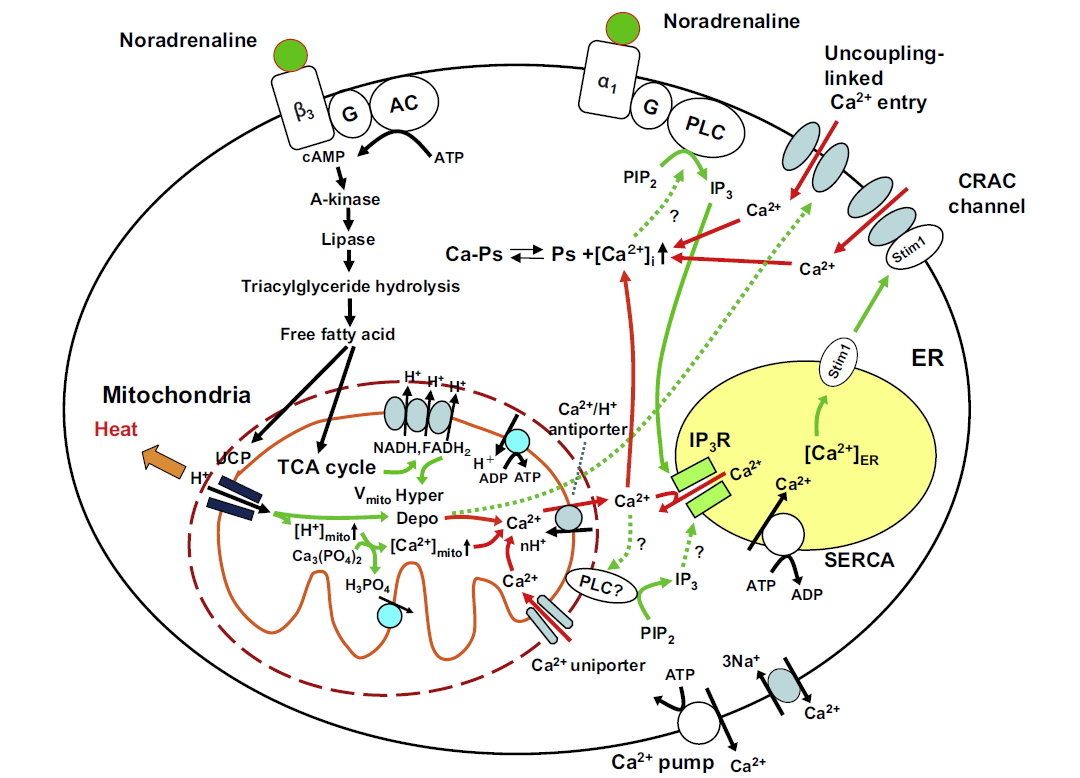 Noradrenaline
β3
G
AC
cAMP
ATP
A-kinase
Lipase
Triacylglyceride hydrolysis
Free fatty acid
Noradrenaline
α1
G
PLC
PIP2
IP3
?
Uncoupling-
linked
Ca2+ entry
Ca2+
CRAC
channel
Stim1
Ca2+
Ca-Ps
Ps +[Ca2+]i
ER
Stim1
[Ca2+]ER
IP3R
Ca2+
Ca2+
SERCA
ATP
ADP
Mitochondria
Heat
H+
UCP
H+
H+
H+
NADH,FADH2
TCA cycle
H+
ADP
ATP
Ca2+/H+
antiporter
Vmito
Hyper
Depo
[H+]mito
Ca3(PO4)2
[Ca2+]mito
H3PO4
Ca2+
nH+
Ca2+
Ca2+
?
PLC?
IP3
?
PIP2
Ca2+ uniporter
ATP
Ca2+ pump
Ca2+
3Na+
Ca2+